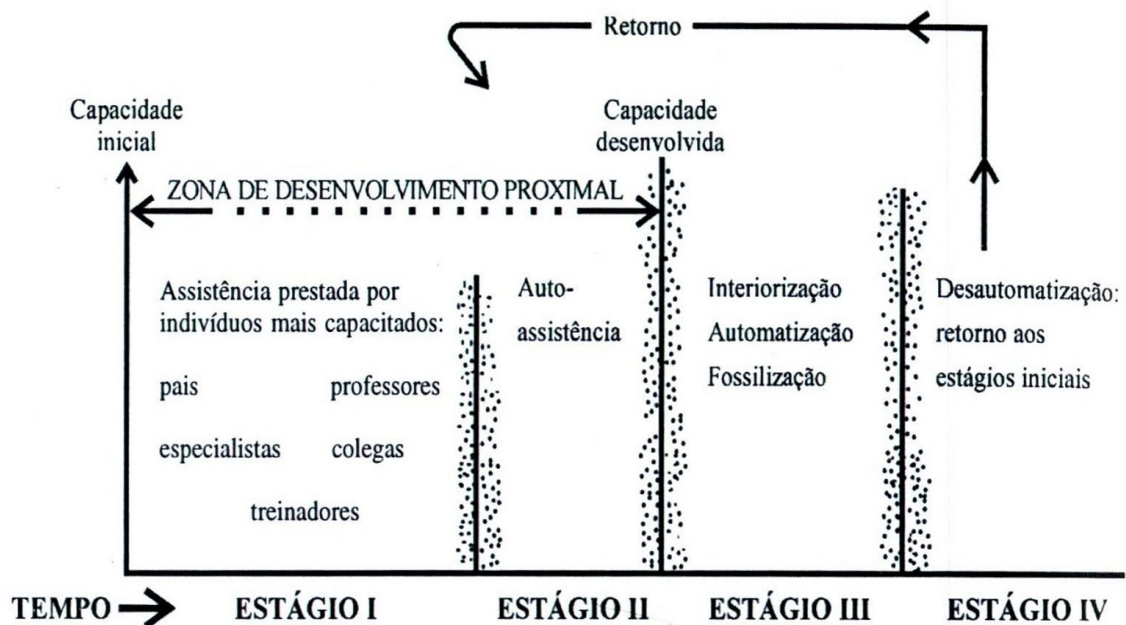 Retorno
Capacidade
inicial
Capacidade
desenvolvida
ZONA DE DESENVOLVIMENTO PROXIMAL
Assistência prestada por
indivíduos mais capacitados:
pais professores
especialistas colegas
treinadores
Auto-
assistência
Interiorização
Automatização
Fossilização
Desautomatização:
retorno aos
estágios iniciais
TEMPO ESTÁGIO I ESTÁGIO II ESTÁGIO III ESTÁGIO IV